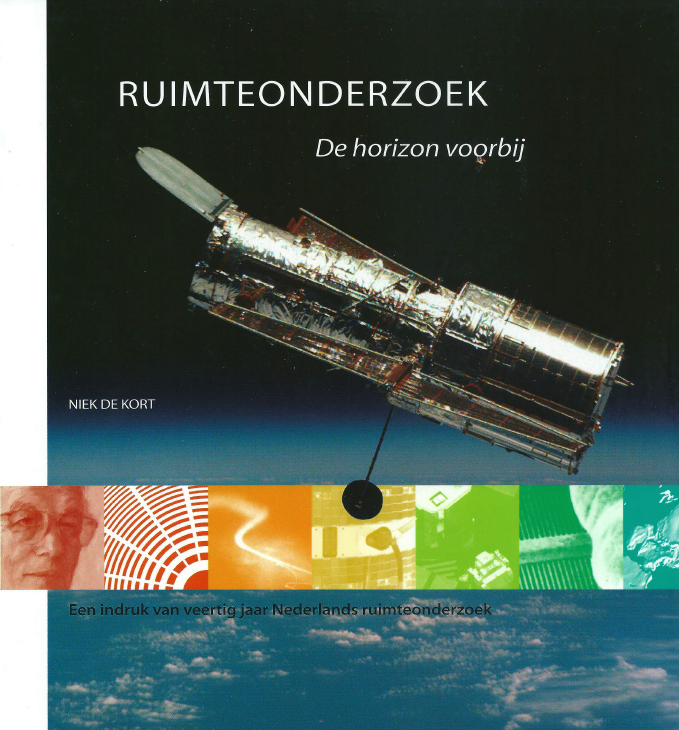 RUIMTEONDERZOEK
De horizon voorbij
NIEK DE KORT
Een indruk van veertig jaar Nederlands ruimteonderzoek